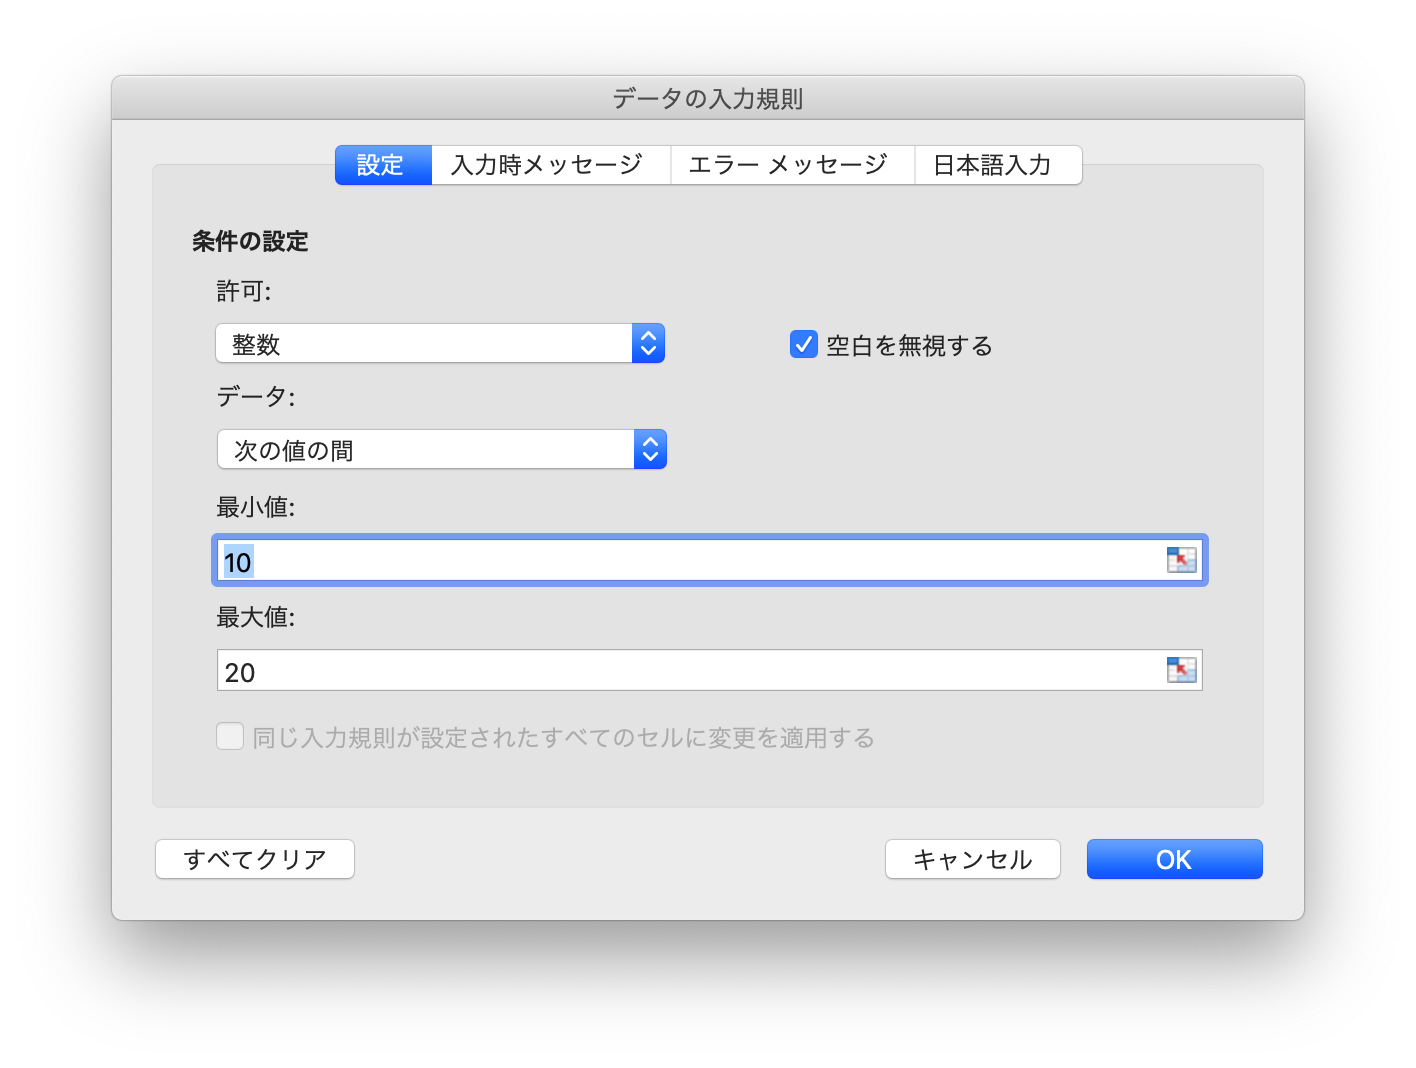 データの入力規則
設定 入力時メッセージ エラー メッセージ 日本語入力
条件の設定
許可:
整数
空白を無視する
データ:
次の値の間
最小値:
10
最大値:
20
同じ入力規則が設定されたすべてのセルに変更を適用する
すべてクリア キャンセル OK